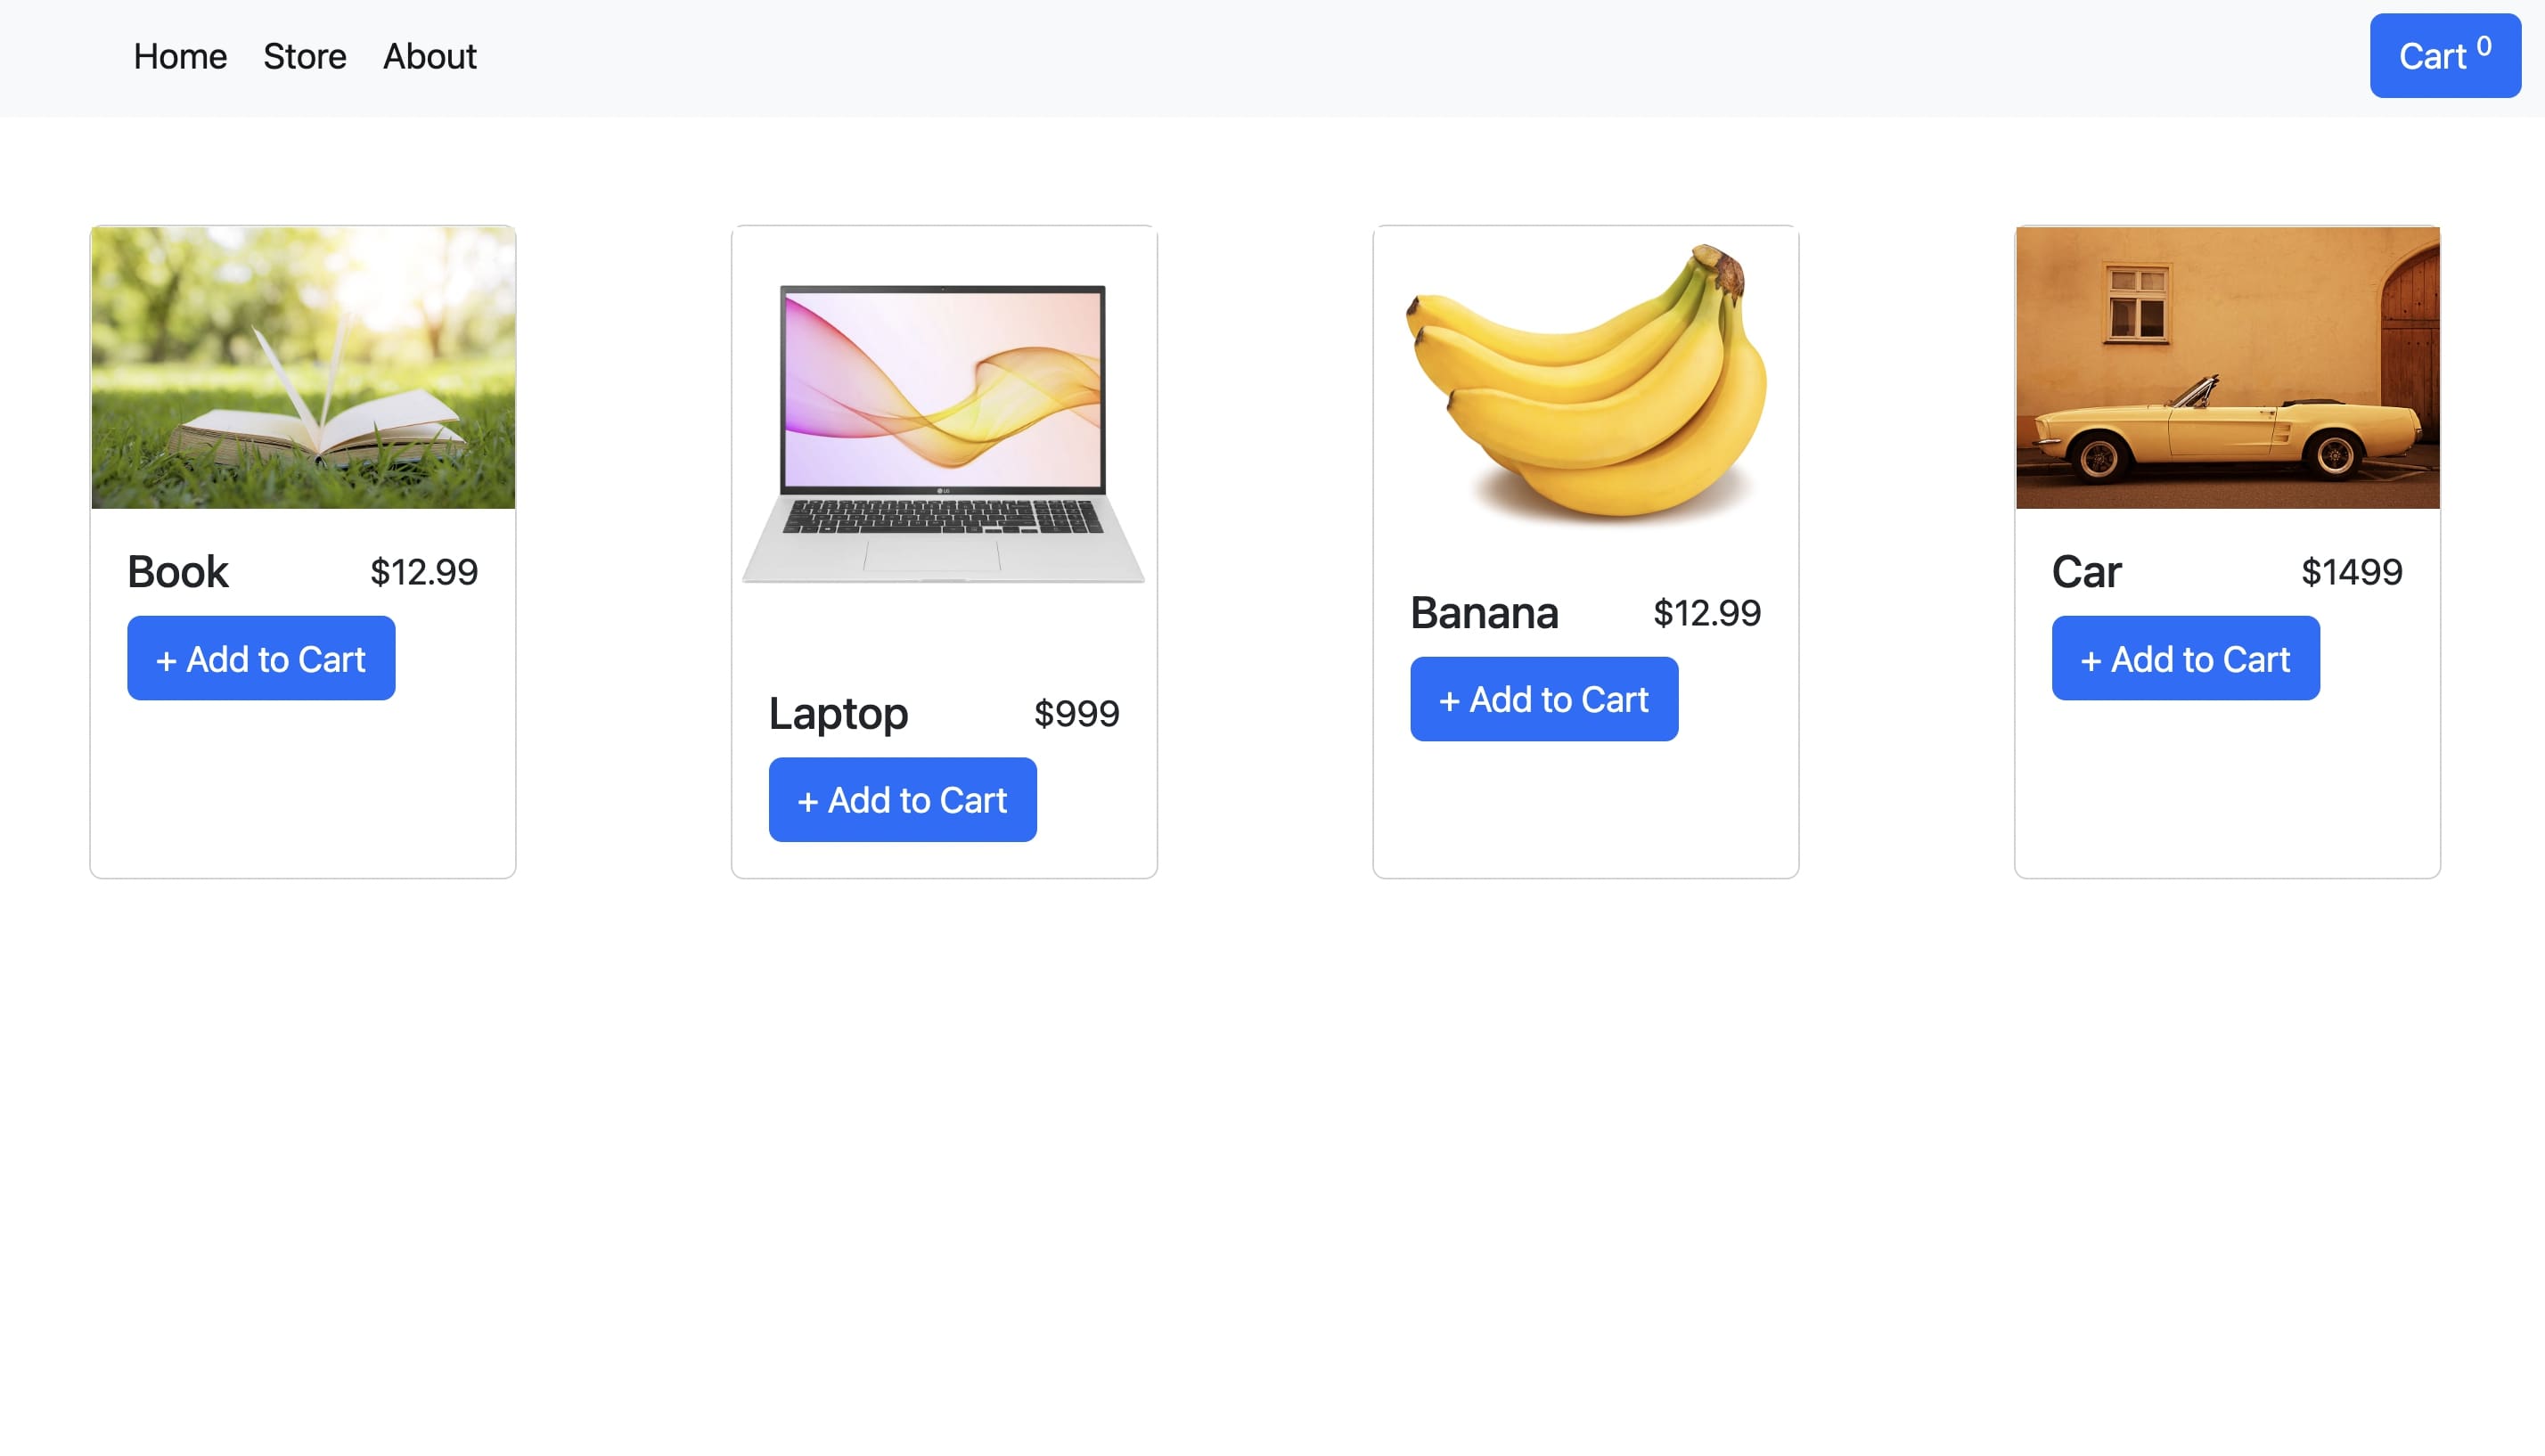 Home Store About Cart 0
LG
Book $12.99
+ Add to Cart
Laptop $999
+ Add to Cart
Banana $12.99
+ Add to Cart
Car $1499
+ Add to Cart